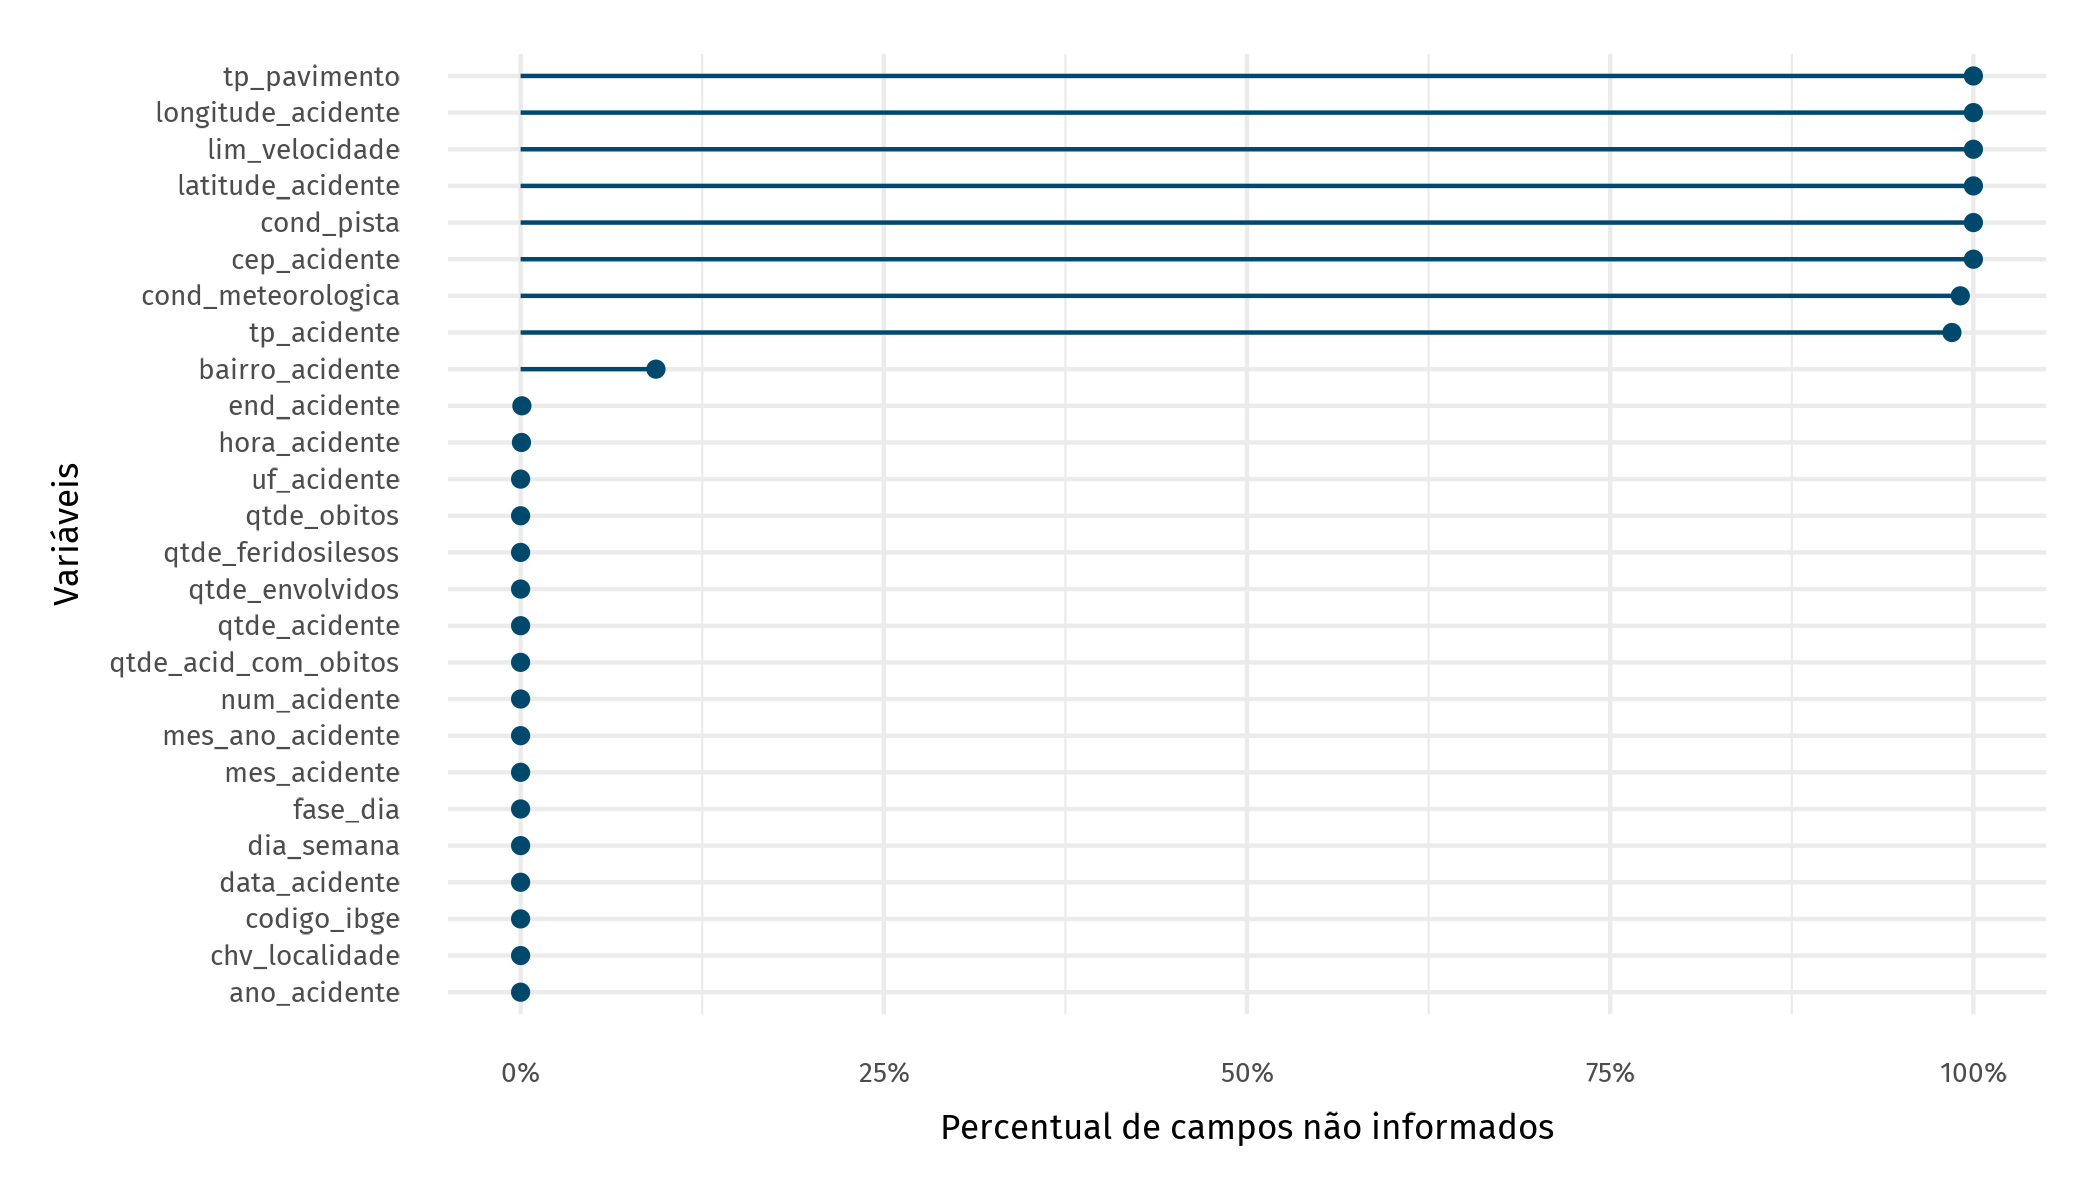 tp_pavimento
longitude_acidente
lim_velocidade
latitude_acidente
cond_pista
cep_acidente
cond_meteorologica
tp_acidente
bairro_acidente
end_acidente
hora_acidente
uf_acidente
qtde_obitos
qtde_feridosilesos
qtde_envolvidos
qtde_acidente
qtde_acid_com_obitos
num_acidente
mes_ano_acidente
mes_acidente
fase_dia
dia_semana
data_acidente
codigo_ibge
chv_localidade
ano_acidente
Variáveis
0% 25% 50% 75% 100%
Percentual de campos não informados